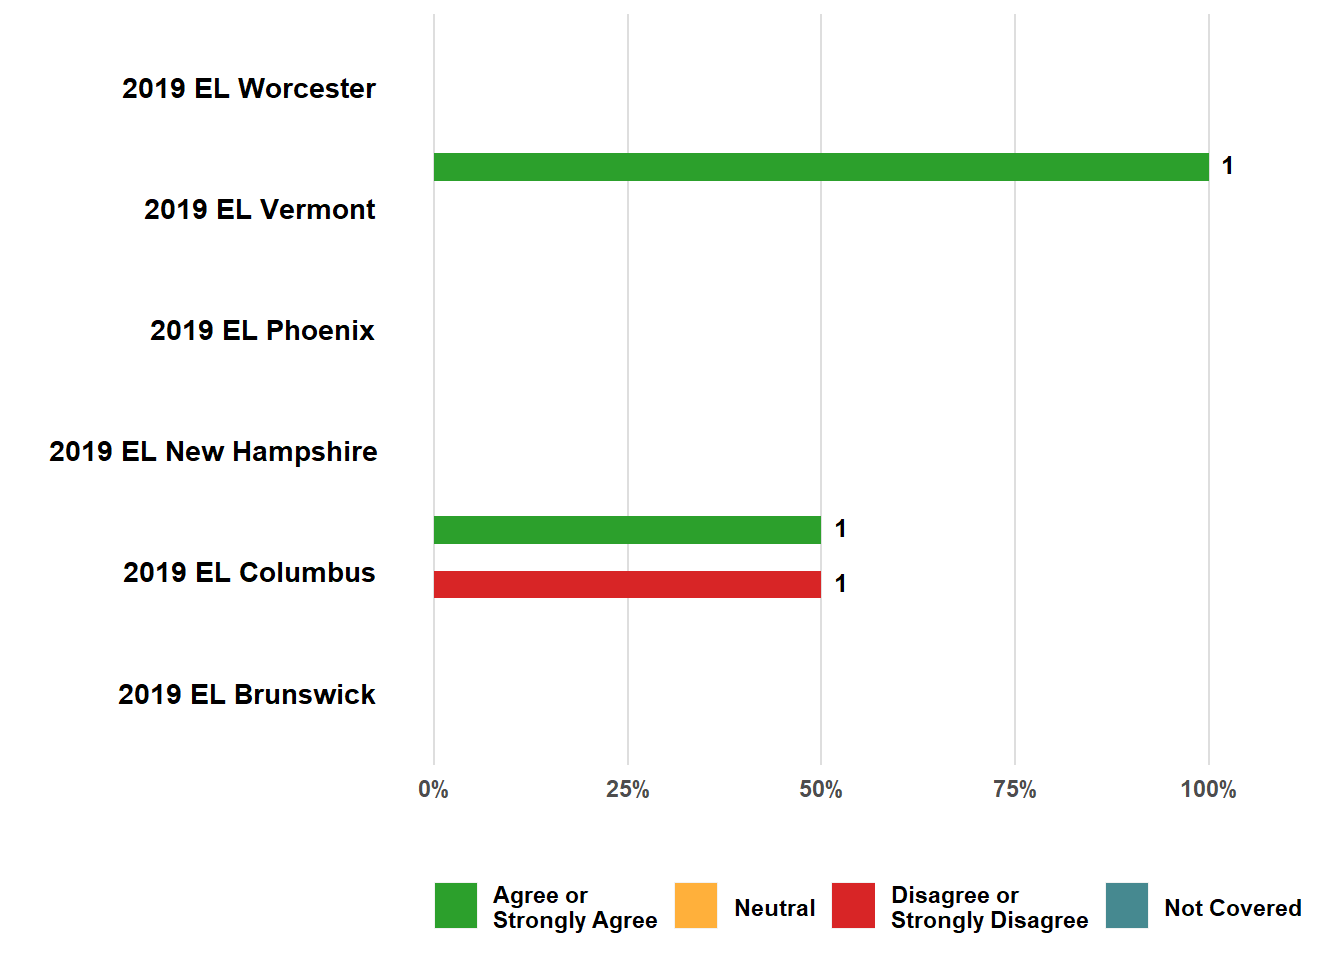 2019 EL Worcester
1
2019 EL Vermont
2019 EL Phoenix
2019 EL New Hampshire
1
2019 EL Columbus
1
2019 EL Brunswick
0% 25% 50% 75% 100%
Agree or
Strongly Agree
Neutral
Disagree or
Strongly Disagree
Not Covered